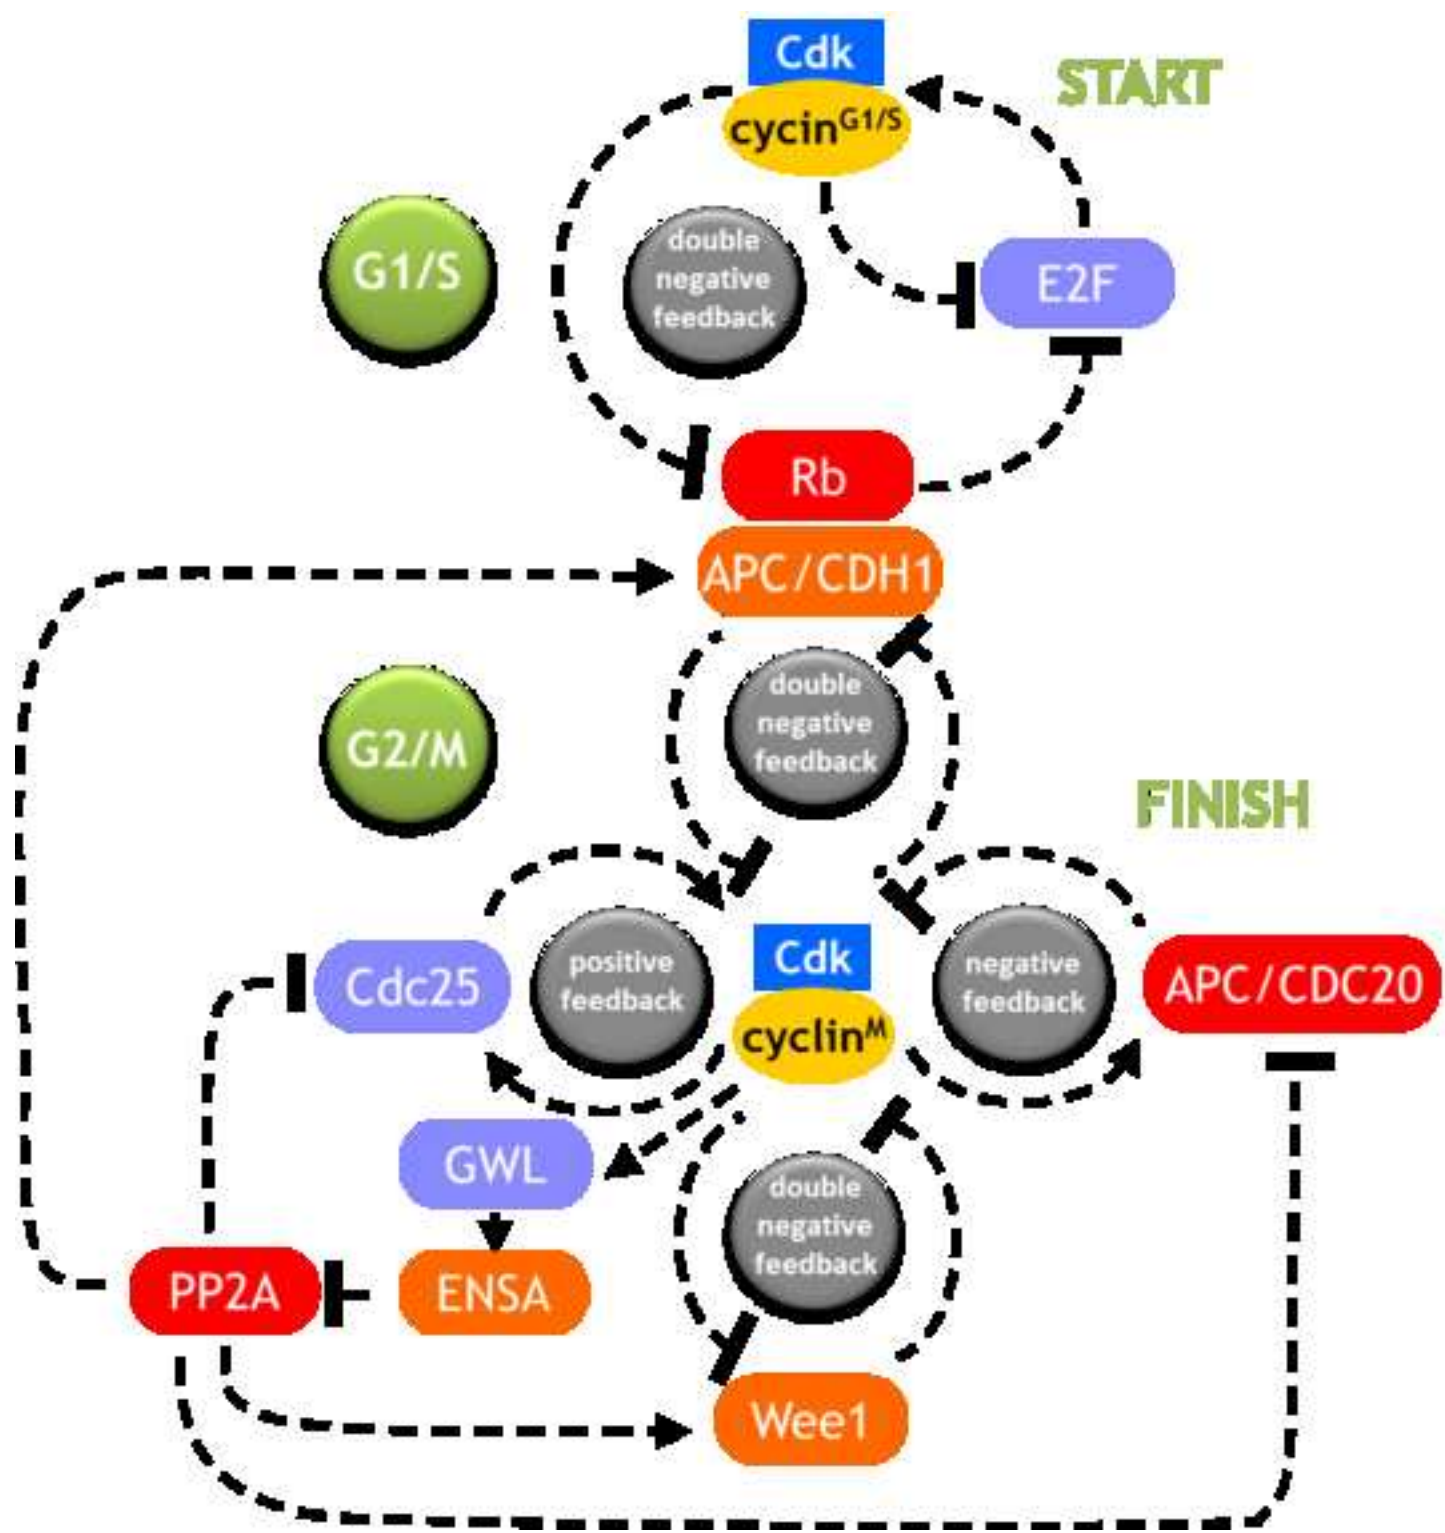 Cdk
START
cycinG1/S
double
negative
feedback
G1/S
E2F
Rb
APC/CDH1
double
negative
feedback
G2/M
FINISH
positive
feedback
Cdk
negative
feedback
Cdc25
APC/CDC20
cyclinM
GWL
double
negative
feedback
PP2A
ENSA
Wee1